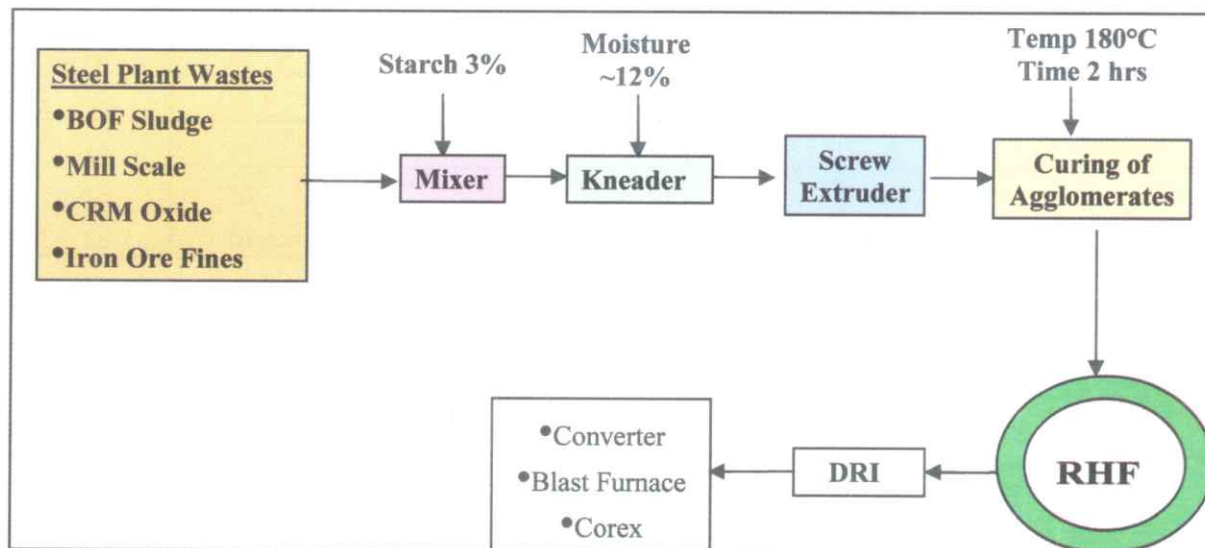 Steel Plant Wastes
•BOF Sludge
•Mill Scale
•CRM Oxide
•Iron Ore Fines
Starch 3%
Mixer
Moisture
~12%
Kneader
Screw
Extruder
Temp 180°C
Time 2 hrs
Curing of
Agglomerates
RHF
DRI
•Converter
•Blast Furnace
•Corex